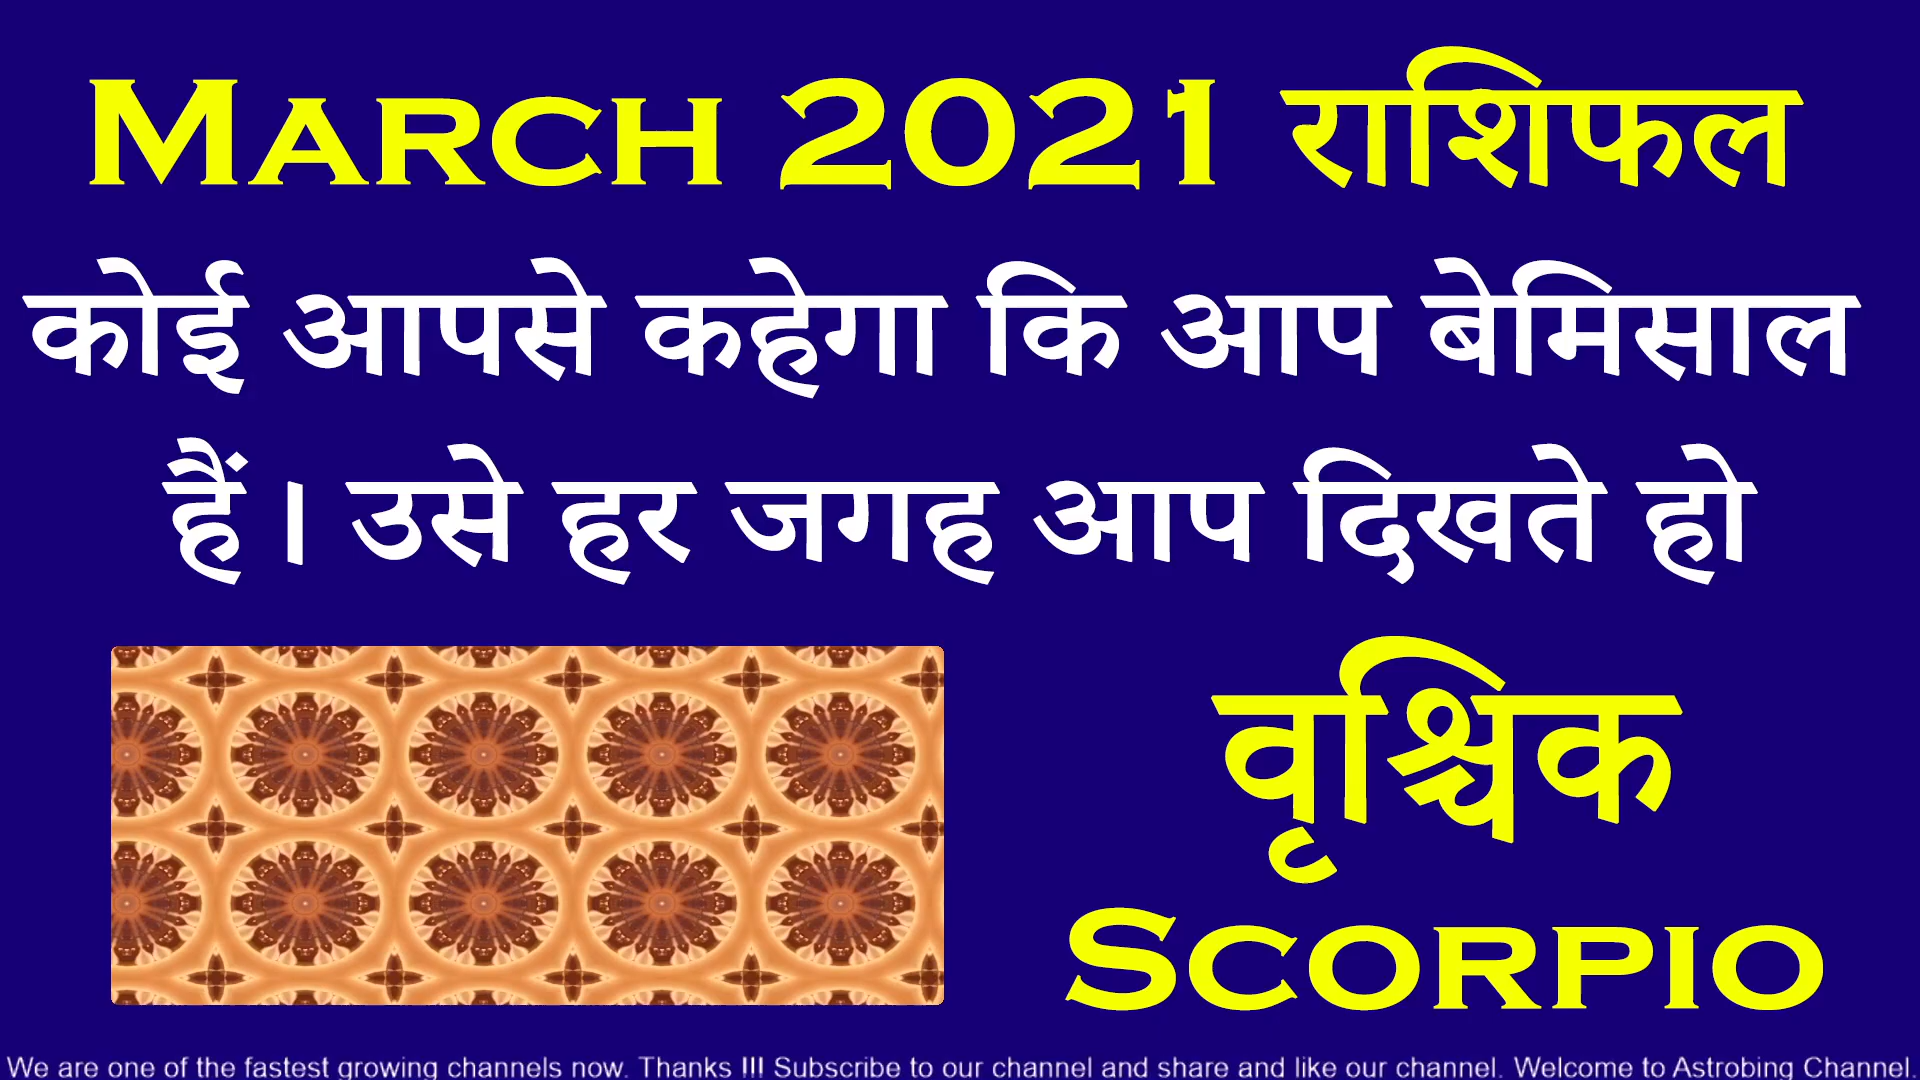 March 2021 राशिफल
कोई आपसे कहेगा कि आप बेमिसाल
हैं। उसे हर जगह आप दिखते हो
वृश्चिक
Scorpio
We are one of the fastest growing channels now. Thanks !!! Subscribe to our channel and share and like our channel. Welcome to Astrobing Channel.